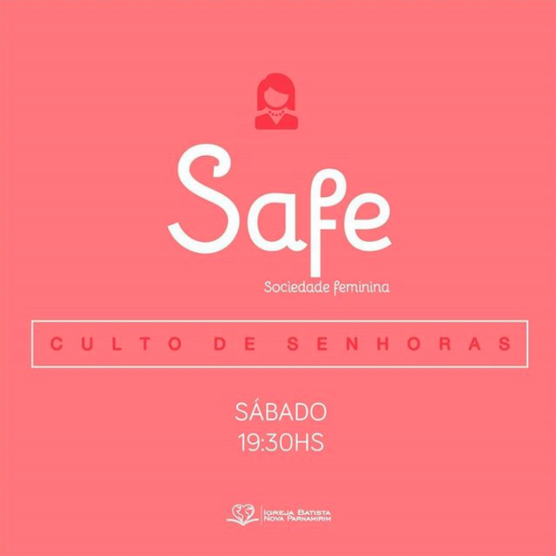 Safe
Sociedade feminina
CULTO DE SENHORAS
SÁBADO
19:30HS
IGREJA BATISTA
NOVA PARNAMIRIM